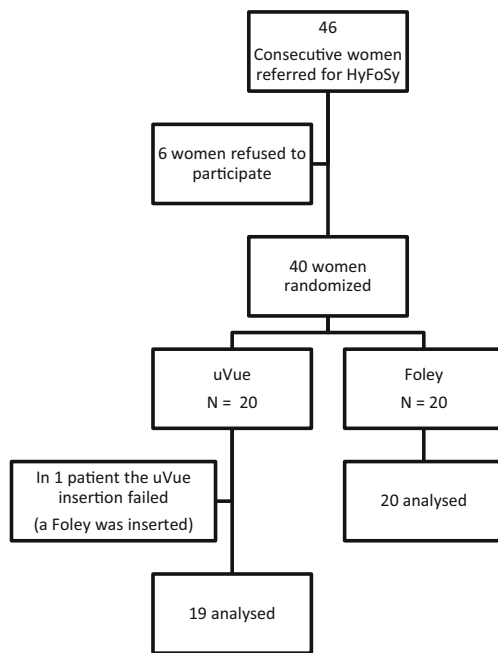 46
Consecutive women
referred for HyFoSy
6 women refused to
participate
40 women
randomized
uVue
N = 20
Foley
N = 20
In 1 patient the uVue
insertion failed
(a Foley was inserted)
20 analysed
19 analysed